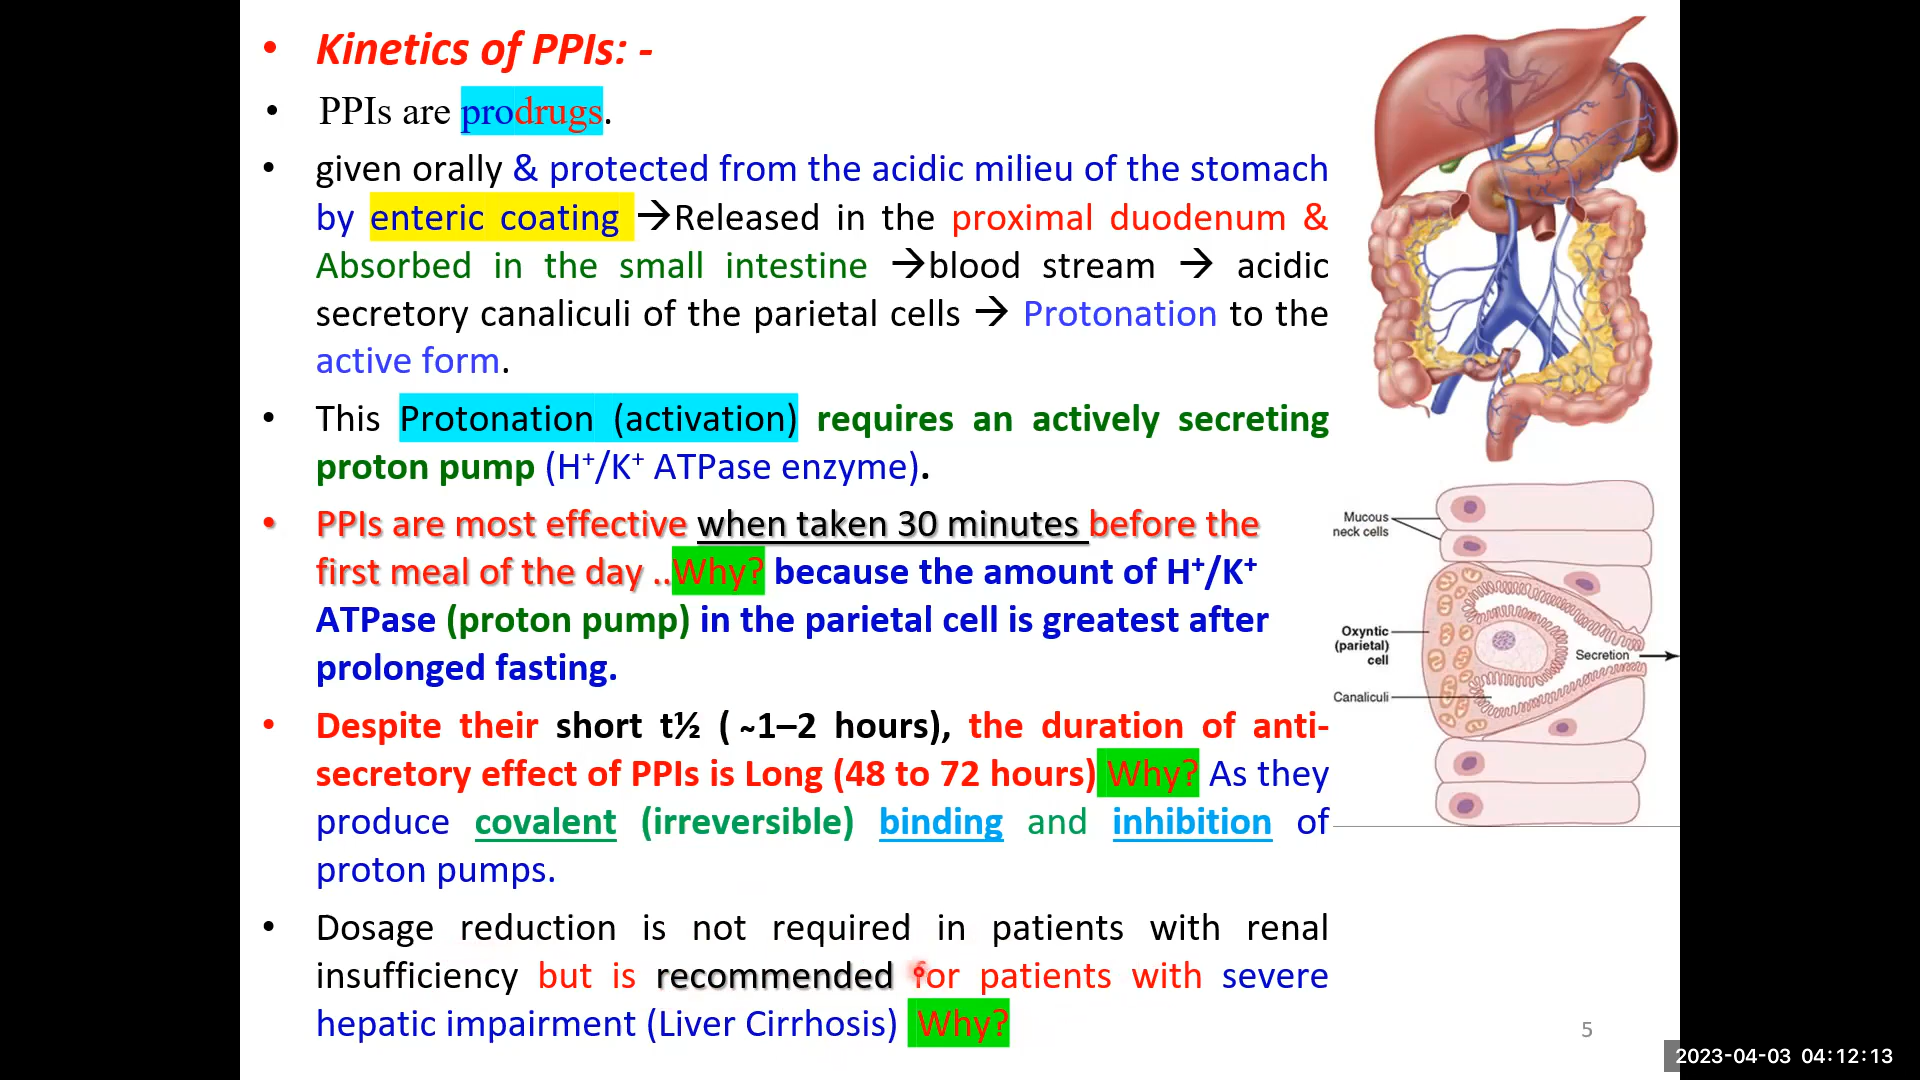 • Kinetics of PPIs: -
• PPIs are prodrugs.
• given orally & protected from the acidic milieu of the stomach
by enteric coating →Released in the proximal duodenum &
Absorbed in the small intestine →blood stream → acidic
secretory canaliculi of the parietal cells → Protonation to the
active form.
• This Protonation (activation) requires an actively secreting
proton pump (H⁺/K⁺ ATPase enzyme).
• PPIs are most effective when taken 30 minutes before the
first meal of the day ..Why? because the amount of H⁺/K⁺
ATPase (proton pump) in the parietal cell is greatest after
prolonged fasting.
• Despite their short t½ ( ~1–2 hours), the duration of anti-
secretory effect of PPIs is Long (48 to 72 hours) Why? As they
produce covalent (irreversible) binding and inhibition of
proton pumps.
• Dosage reduction is not required in patients with renal
insufficiency but is recommended for patients with severe
hepatic impairment (Liver Cirrhosis) Why?
Mucous
neck cells
Oxyntic
(parietal)
cell
Secretion
Canaliculi
5
2023-04-03 04:12:13